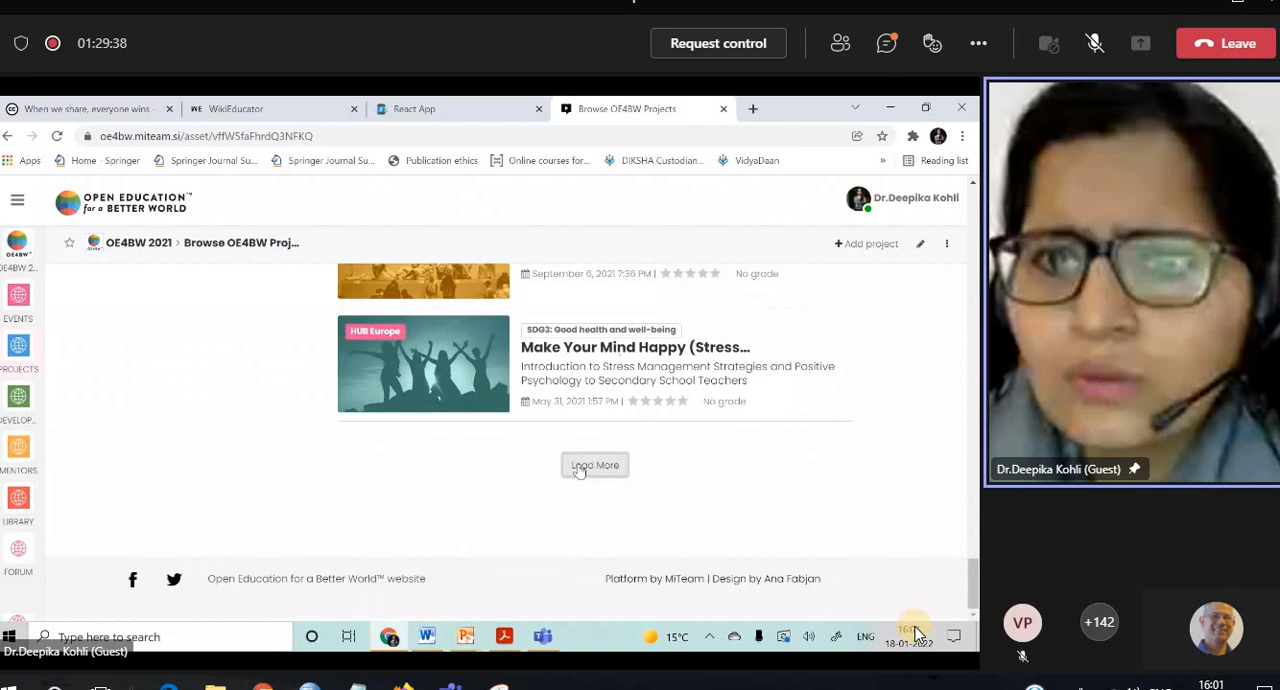 01:29:38
Request control
Leave
When we share, everyone wins
WikiEducator
React App
Browse OE4BW Projects
oe4bw.miteam.si/asset/vffW5faFhrdQ3NFKQ
Apps
Home - Springer
Springer Journal Su...
Springer Journal Su...
Publication ethics
Online courses for...
DIKSHA Custodian...
VidyaDaan
»
Reading list
OPEN EDUCATION™
for a BETTER WORLD
Dr.Deepika Kohli
OE4BW 2021 › Browse OE4BW Proj...
+ Add project
OE4BW 2...
EVENTS
PROJECTS
DEVELOP...
MENTORS
LIBRARY
FORUM
September 6, 2021 7:36 PM |
No grade
HUB Europe
SDG3: Good health and well-being
Make Your Mind Happy (Stress...
Introduction to Stress Management Strategies and Positive
Psychology to Secondary School Teachers
May 31, 2021 1:57 PM |
No grade
Load More
Open Education for a Better World™ website
Platform by MiTeam | Design by Ana Fabjan
Type here to search
15°C
ENG
18-01-2022
Dr.Deepika Kohli (Guest)
Dr.Deepika Kohli (Guest)
VP
+142
16:01